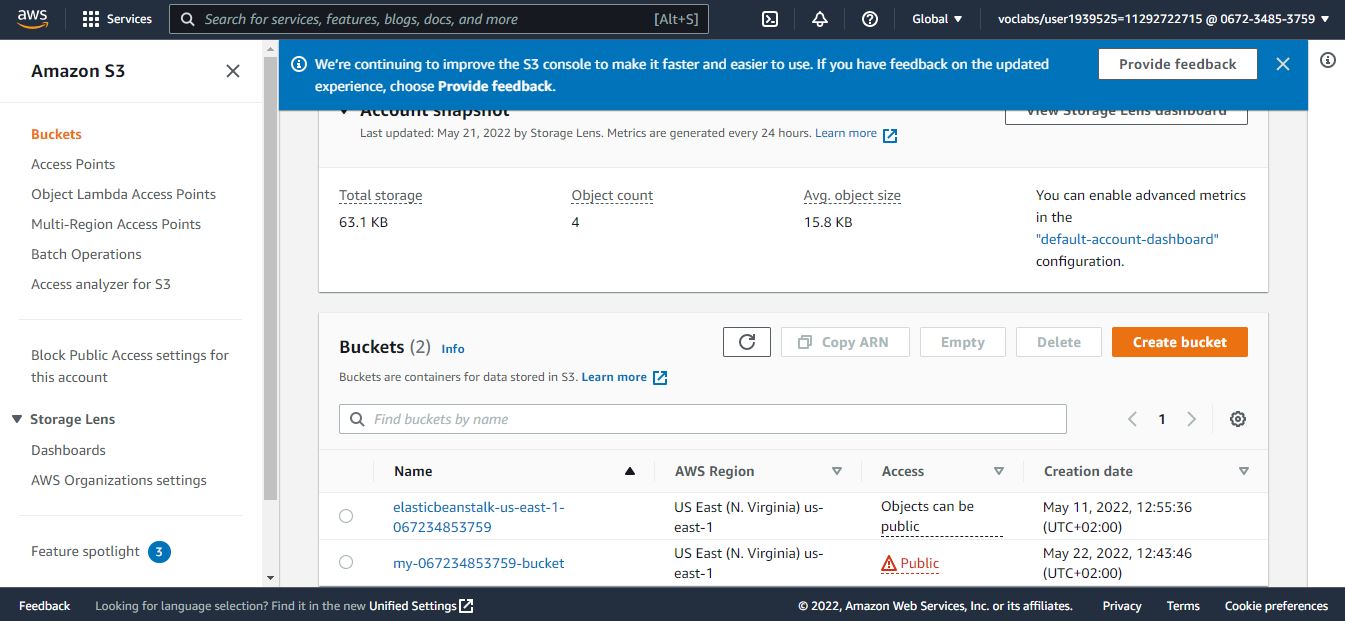 aws
Services
Search for services, features, blogs, docs, and more [Alt+S]
Global
voclabs/user1939525=11292722715 @ 0672-3485-3759
Amazon S3
Buckets
Access Points
Object Lambda Access Points
Multi-Region Access Points
Batch Operations
Access analyzer for S3
Block Public Access settings for
this account
Storage Lens
Dashboards
AWS Organizations settings
Feature spotlight 3
We're continuing to improve the S3 console to make it faster and easier to use. If you have feedback on the updated
experience, choose Provide feedback.
Provide feedback
Account snapshot
View Storage Lens dashboard
Last updated: May 21, 2022 by Storage Lens. Metrics are generated every 24 hours. Learn more
Total storage
63.1 KB
Object count
4
Avg. object size
15.8 KB
You can enable advanced metrics
in the
"default-account-dashboard"
configuration.
Buckets (2) Info
Copy ARN
Empty
Delete
Create bucket
Buckets are containers for data stored in S3. Learn more
Find buckets by name
1
Name AWS Region Access Creation date
elasticbeanstalk-us-east-1-
067234853759
US East (N. Virginia) us-
east-1
Objects can be
public
May 11, 2022, 12:55:36
(UTC+02:00)
my-067234853759-bucket
US East (N. Virginia) us-
east-1
Public
May 22, 2022, 12:43:46
(UTC+02:00)
Feedback
Looking for language selection? Find it in the new Unified Settings
© 2022, Amazon Web Services, Inc. or its affiliates.
Privacy
Terms
Cookie preferences